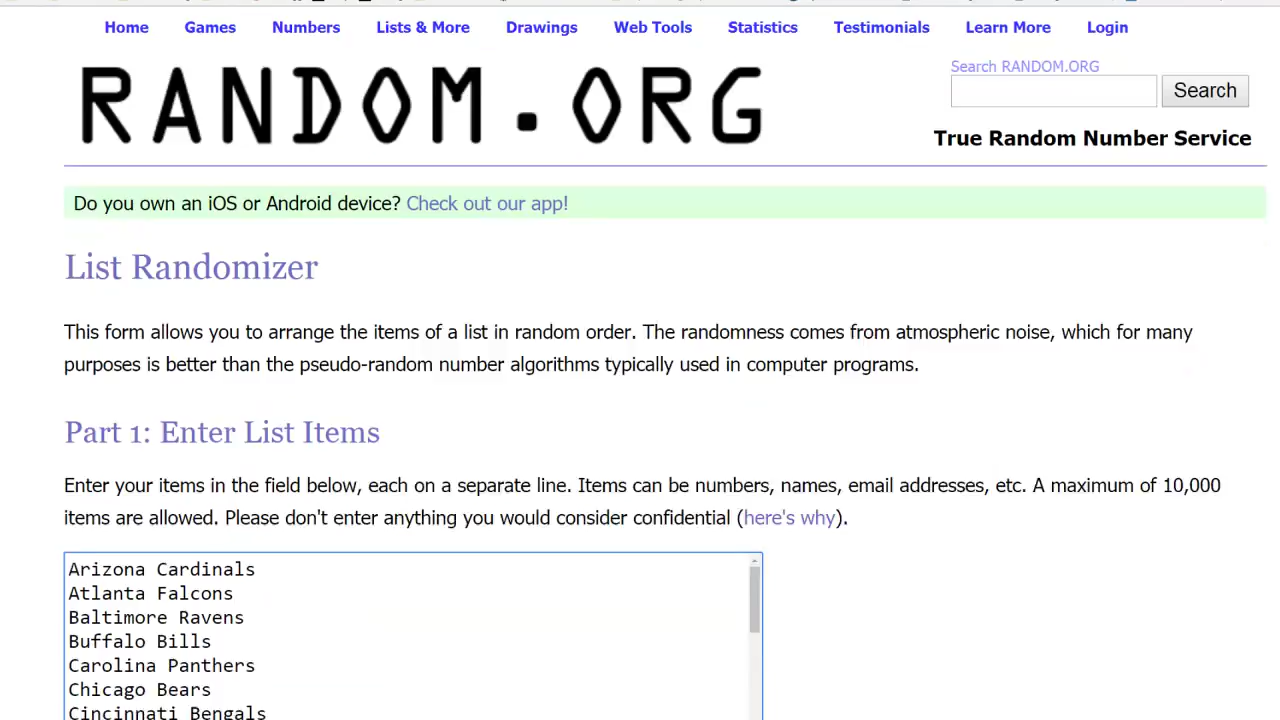 Home Games Numbers Lists & More Drawings Web Tools Statistics Testimonials Learn More Login
RANDOM.ORG
Search RANDOM.ORG
Search
True Random Number Service
Do you own an iOS or Android device? Check out our app!
List Randomizer
This form allows you to arrange the items of a list in random order. The randomness comes from atmospheric noise, which for many
purposes is better than the pseudo-random number algorithms typically used in computer programs.
Part 1: Enter List Items
Enter your items in the field below, each on a separate line. Items can be numbers, names, email addresses, etc. A maximum of 10,000
items are allowed. Please don't enter anything you would consider confidential (here's why).
Arizona Cardinals
Atlanta Falcons
Baltimore Ravens
Buffalo Bills
Carolina Panthers
Chicago Bears
Cincinnati Bengals